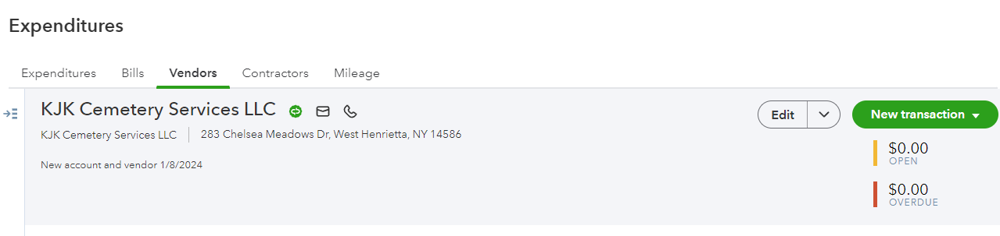 Expenditures
Expenditures Bills Vendors Contractors Mileage
KJK Cemetery Services LLC Edit New transaction
KJK Cemetery Services LLC 283 Chelsea Meadows Dr, West Henrietta, NY 14586
$0.00
OPEN
New account and vendor 1/8/2024
$0.00
OVERDUE